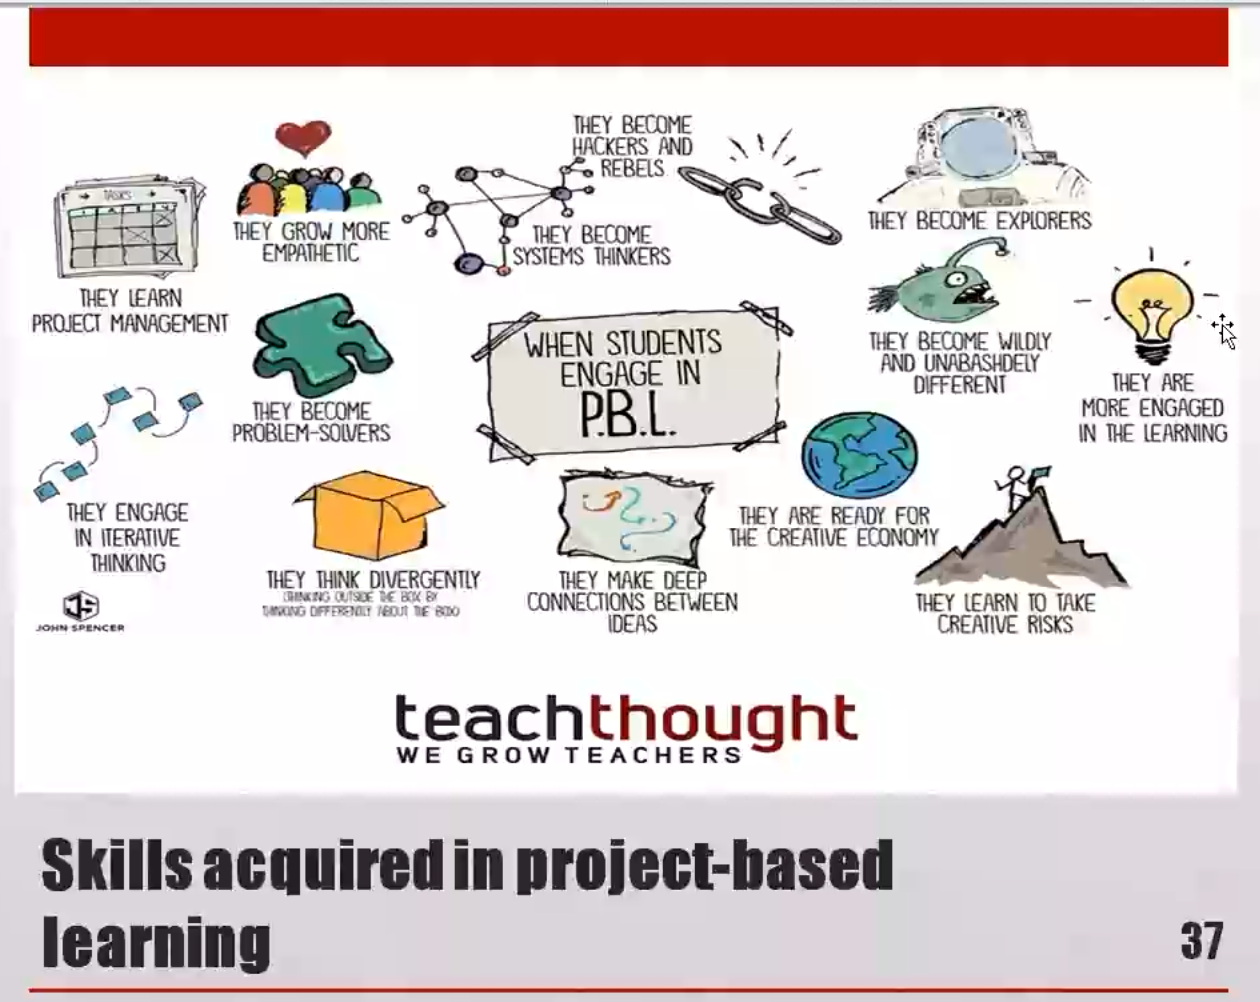 TASKS
THEY LEARN
PROJECT MANAGEMENT
THEY GROW MORE
EMPATHETIC
THEY BECOME
HACKERS AND
REBELS
THEY BECOME
SYSTEMS THINKERS
THEY BECOME EXPLORERS
THEY BECOME
PROBLEM-SOLVERS
WHEN STUDENTS
ENGAGE IN
P.B.L.
THEY BECOME WILDLY
AND UNABASHDELY
DIFFERENT
THEY ARE
MORE ENGAGED
IN THE LEARNING
THEY ENGAGE
IN ITERATIVE
THINKING
THEY THINK DIVERGENTLY
(THINKING OUTSIDE THE BOX BY
THINKING DIFFERENTLY ABOUT THE BOX)
THEY MAKE DEEP
CONNECTIONS BETWEEN
IDEAS
THEY ARE READY FOR
THE CREATIVE ECONOMY
THEY LEARN TO TAKE
CREATIVE RISKS
JS
JOHN SPENCER
teachthought
WE GROW TEACHERS
Skills acquired in project-based
learning
37